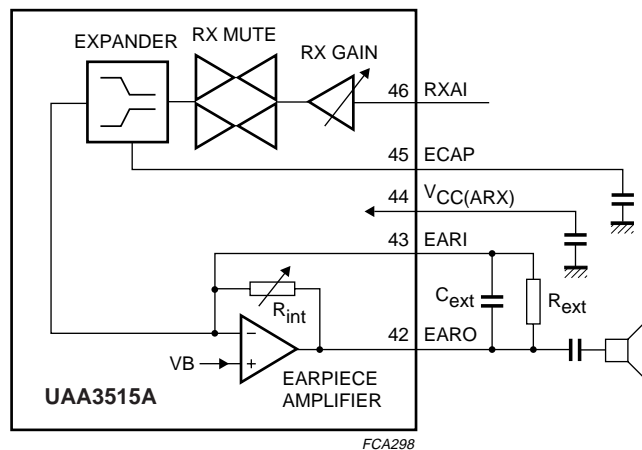 EXPANDER
RX MUTE
RX GAIN
46 RXAI
45 ECAP
44 VCC(ARX)
43 EARI
Rint
Cext
Rext
42 EARO
VB
−
+
EARPIECE
AMPLIFIER
UAA3515A
FCA298